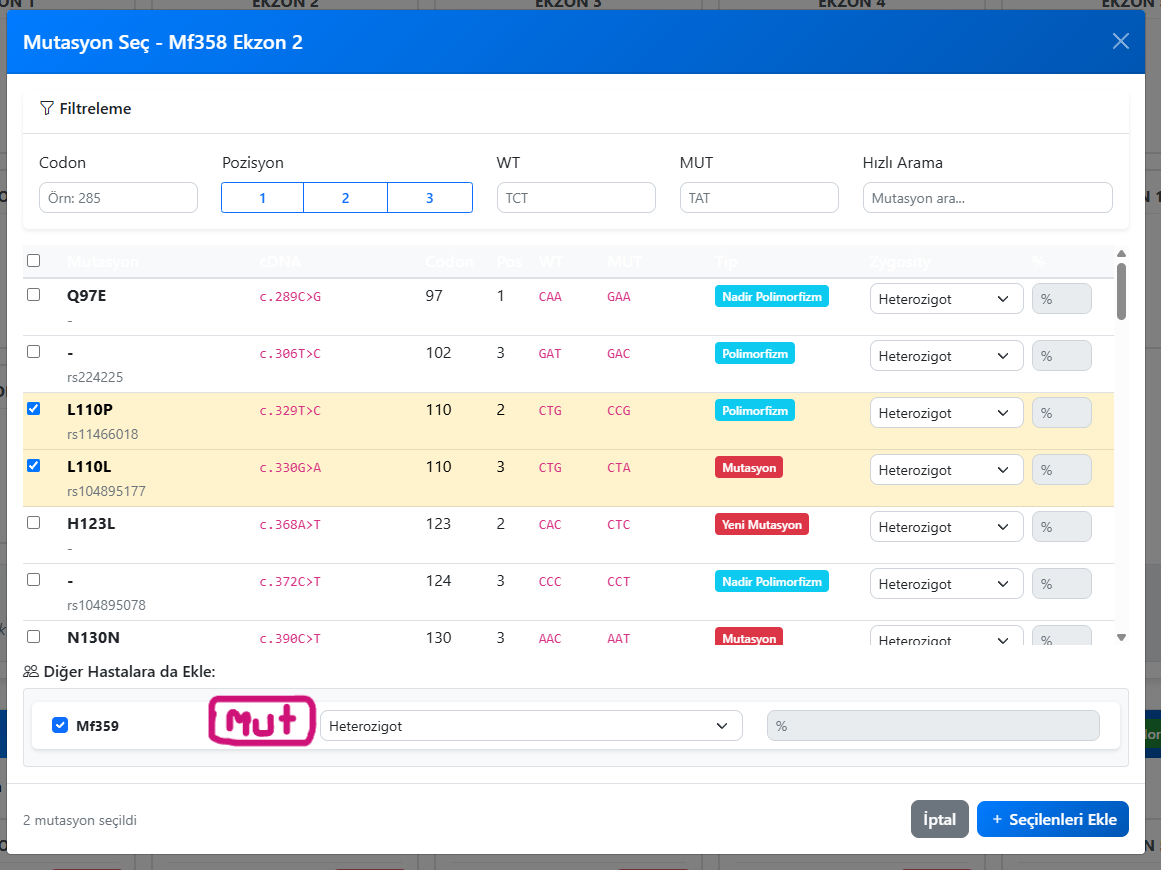 EKZON 1 EKZON 2 EKZON 3 EKZON 4 EKZON
Mutasyon Seç - Mf358 Ekzon 2
Filtreleme
Codon Pozisyon WT MUT Hızlı Arama
Örn: 285 1 2 3 TCT TAT Mutasyon ara...
Mutasyon cDNA Codon Pos WT MUT Tip Zygosity %
Q97E c.289C>G 97 1 CAA GAA Nadir Polimorfizm Heterozigot %
-
- c.306T>C 102 3 GAT GAC Polimorfizm Heterozigot %
rs224225
L110P c.329T>C 110 2 CTG CCG Polimorfizm Heterozigot %
rs11466018
L110L c.330G>A 110 3 CTG CTA Mutasyon Heterozigot %
rs104895177
H123L c.368A>T 123 2 CAC CTC Yeni Mutasyon Heterozigot %
-
- c.372C>T 124 3 CCC CCT Nadir Polimorfizm Heterozigot %
rs104895078
N130N c.390C>T 130 3 AAC AAT Mutasyon Heterozigot %
Diğer Hastalara da Ekle:
Mf359 Mut Heterozigot %
2 mutasyon seçildi İptal + Seçilenleri Ekle